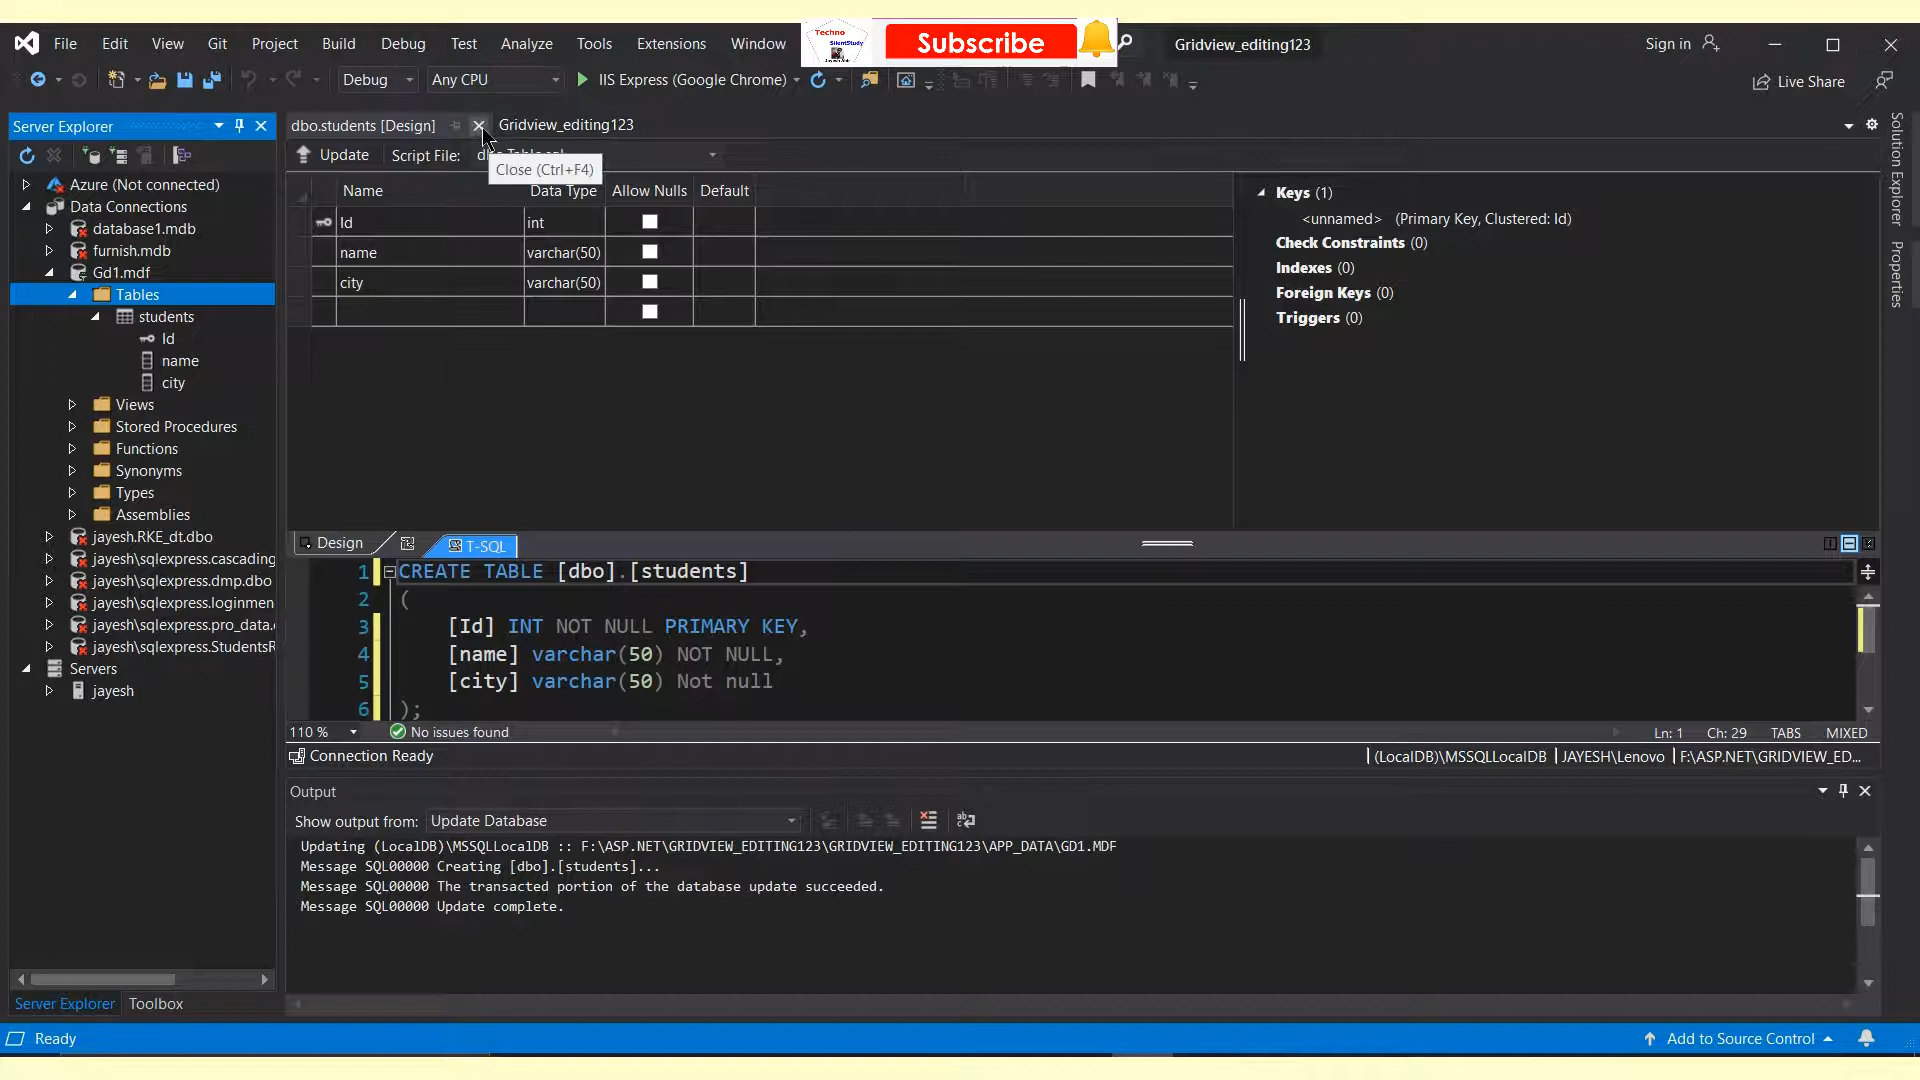 File Edit View Git Project Build Debug Test Analyze Tools Extensions Window
Techno
SilentStudy
Subscribe
Gridview_editing123
Sign in
Debug Any CPU IIS Express (Google Chrome)
Live Share
Server Explorer
dbo.students [Design] Gridview_editing123
Update Script File:
Close (Ctrl+F4)
Name Data Type Allow Nulls Default
Id int
name varchar(50)
city varchar(50)
Keys (1)
<unnamed> (Primary Key, Clustered: Id)
Check Constraints (0)
Indexes (0)
Foreign Keys (0)
Triggers (0)
Azure (Not connected)
Data Connections
database1.mdb
furnish.mdb
Gd1.mdf
Tables
students
Id
name
city
Views
Stored Procedures
Functions
Synonyms
Types
Assemblies
jayesh.RKE_dt.dbo
jayesh\sqlexpress.cascading
jayesh\sqlexpress.dmp.dbo
jayesh\sqlexpress.loginmen
jayesh\sqlexpress.pro_data.
jayesh\sqlexpress.StudentsR
Servers
jayesh
Design T-SQL
1 CREATE TABLE [dbo].[students]
2 (
3 [Id] INT NOT NULL PRIMARY KEY,
4 [name] varchar(50) NOT NULL,
5 [city] varchar(50) Not null
6 );
110 % No issues found
Ln: 1 Ch: 29 TABS MIXED
Connection Ready
(LocalDB)\MSSQLLocalDB JAYESH\Lenovo F:\ASP.NET\GRIDVIEW_ED...
Output
Show output from: Update Database
Updating (LocalDB)\MSSQLLocalDB :: F:\ASP.NET\GRIDVIEW_EDITING123\GRIDVIEW_EDITING123\APP_DATA\GD1.MDF
Message SQL00000 Creating [dbo].[students]...
Message SQL00000 The transacted portion of the database update succeeded.
Message SQL00000 Update complete.
Server Explorer Toolbox
Solution Explorer
Properties
Ready
Add to Source Control